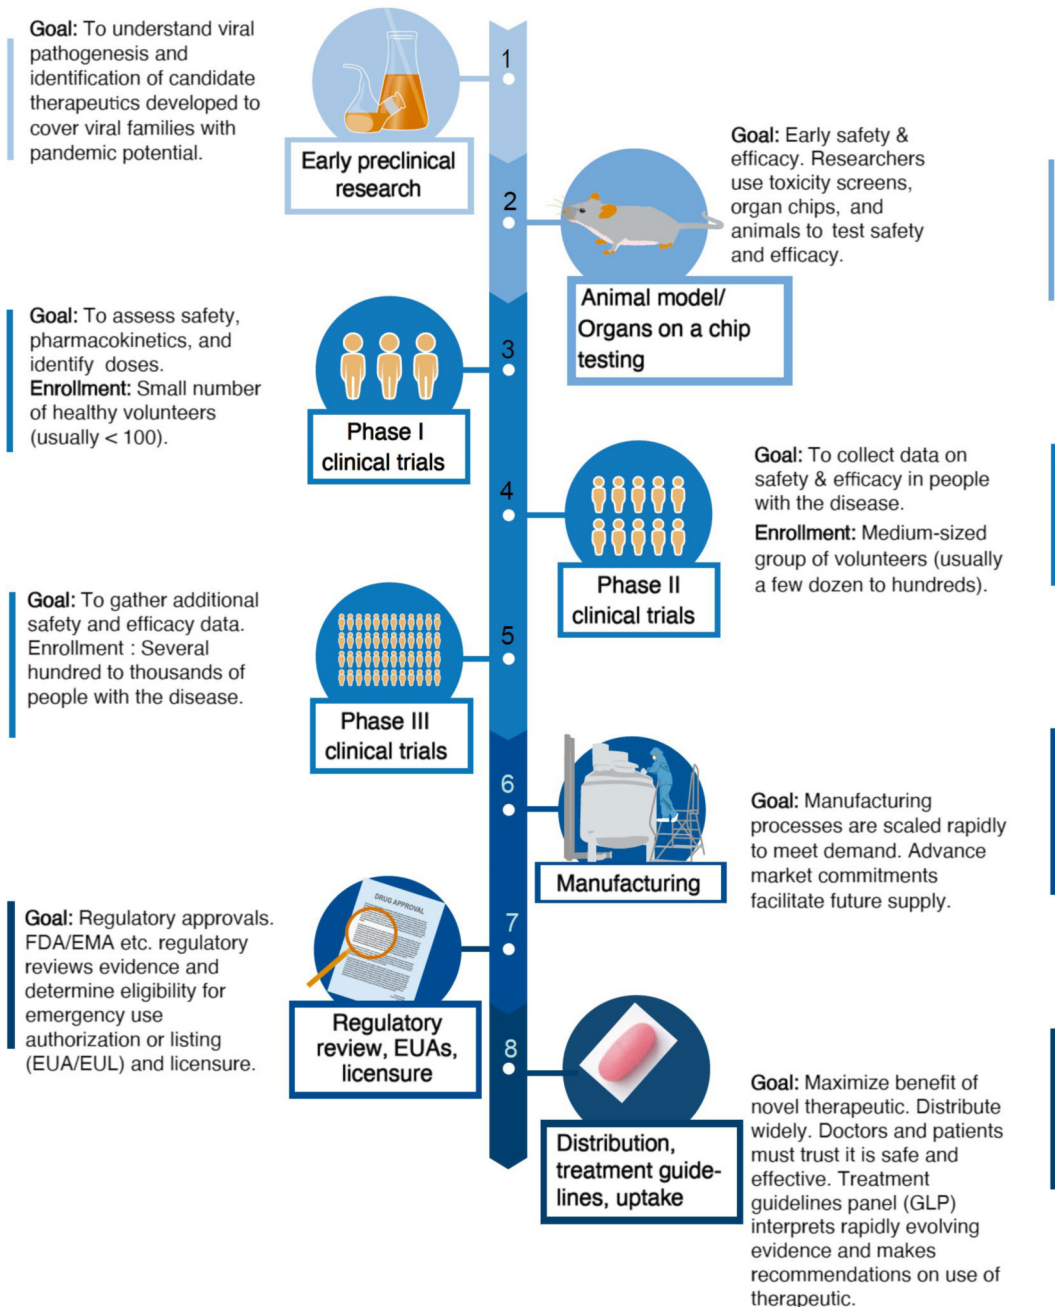 Goal: To understand viral
pathogenesis and
identification of candidate
therapeutics developed to
cover viral families with
pandemic potential.
1
Early preclinical
research
Goal: Early safety &
efficacy. Researchers
use toxicity screens,
organ chips, and
animals to test safety
and efficacy.
2
Animal model/
Organs on a chip
testing
Goal: To assess safety,
pharmacokinetics, and
identify doses.
Enrollment: Small number
of healthy volunteers
(usually < 100).
3
Phase I
clinical trials
Goal: To collect data on
safety & efficacy in people
with the disease.
Enrollment: Medium-sized
group of volunteers (usually
a few dozen to hundreds).
4
Phase II
clinical trials
Goal: To gather additional
safety and efficacy data.
Enrollment : Several
hundred to thousands of
people with the disease.
5
Phase III
clinical trials
6
Goal: Manufacturing
processes are scaled rapidly
to meet demand. Advance
market commitments
facilitate future supply.
Manufacturing
Goal: Regulatory approvals.
FDA/EMA etc. regulatory
reviews evidence and
determine eligibility for
emergency use
authorization or listing
(EUA/EUL) and licensure.
DRUG APPROVAL
7
Regulatory
review, EUAs,
licensure
8
Distribution,
treatment guide-
lines, uptake
Goal: Maximize benefit of
novel therapeutic. Distribute
widely. Doctors and patients
must trust it is safe and
effective. Treatment
guidelines panel (GLP)
interprets rapidly evolving
evidence and makes
recommendations on use of
therapeutic.